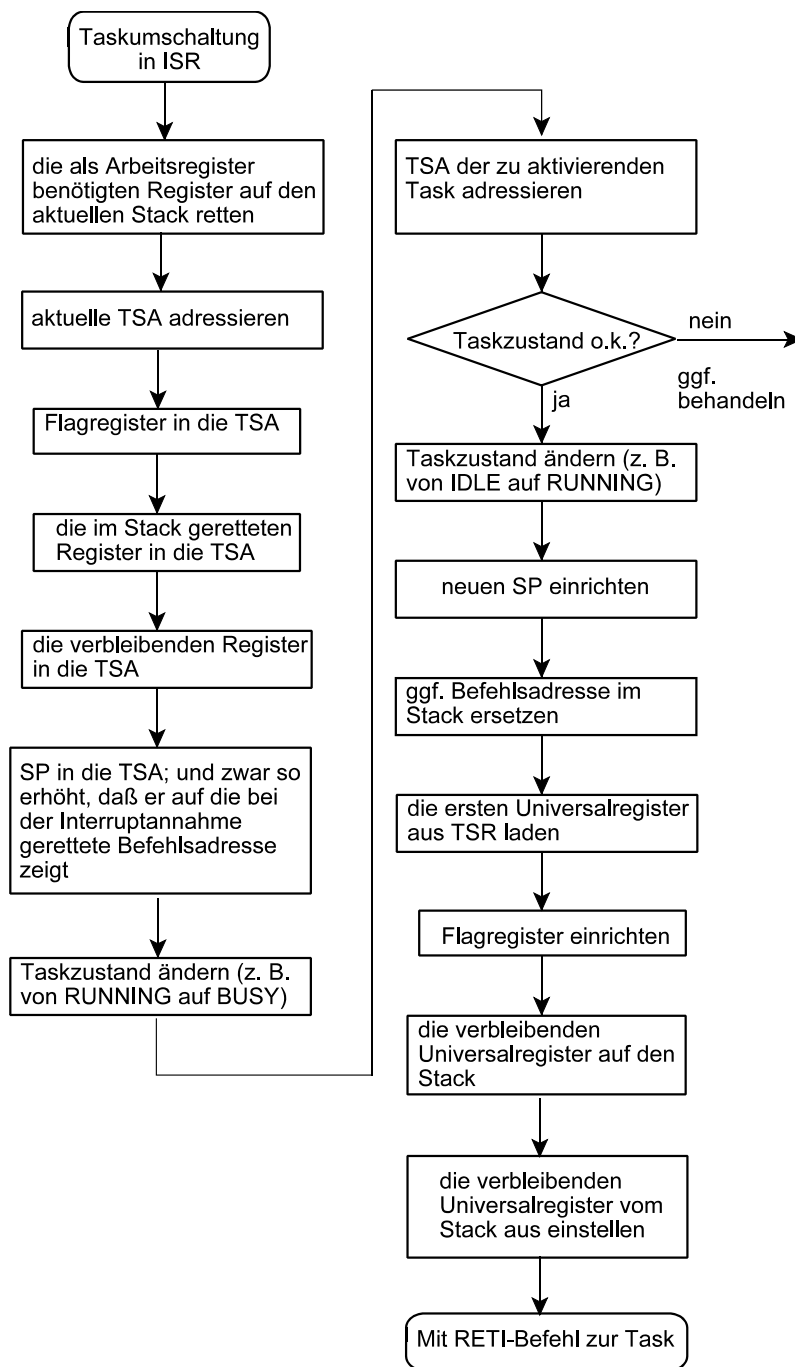 Taskumschaltung
in ISR
die als Arbeitsregister
benötigten Register auf den
aktuellen Stack retten
aktuelle TSA adressieren
Flagregister in die TSA
die im Stack geretteten
Register in die TSA
die verbleibenden Register
in die TSA
SP in die TSA; und zwar so
erhöht, daß er auf die bei
der Interruptannahme
gerettete Befehlsadresse
zeigt
Taskzustand ändern (z. B.
von RUNNING auf BUSY)
TSA der zu aktivierenden
Task adressieren
Taskzustand o.k.?
nein
ggf.
behandeln
ja
Taskzustand ändern (z. B.
von IDLE auf RUNNING)
neuen SP einrichten
ggf. Befehlsadresse im
Stack ersetzen
die ersten Universalregister
aus TSR laden
Flagregister einrichten
die verbleibenden
Universalregister auf den
Stack
die verbleibenden
Universalregister vom
Stack aus einstellen
Mit RETI-Befehl zur Task